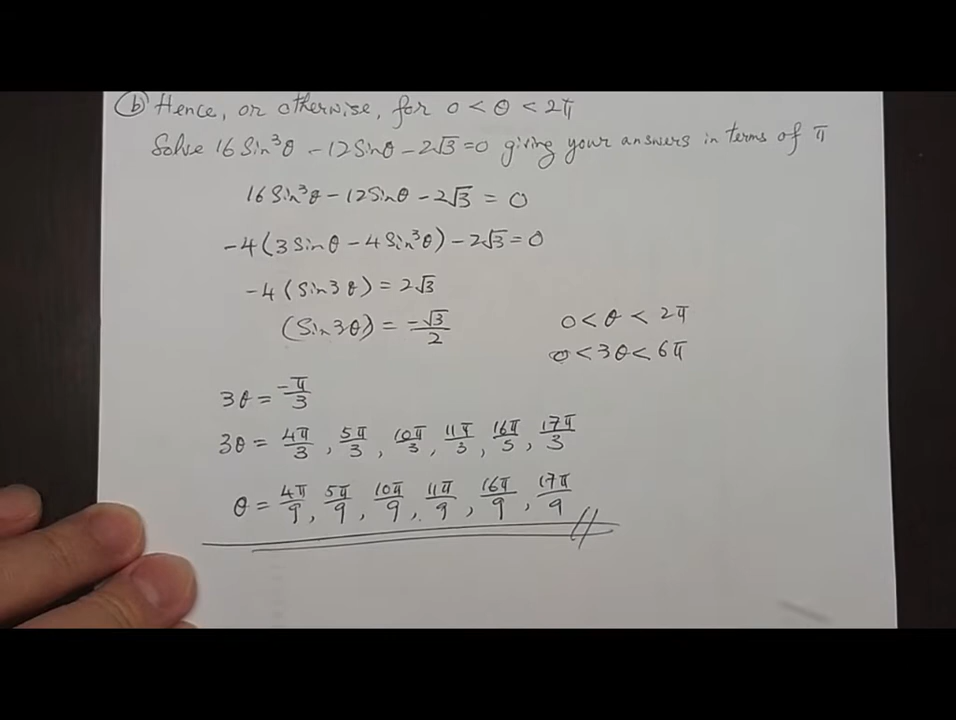 (b) Hence, or otherwise, for 0 < θ < 2π
Solve 16 Sin³θ - 12 Sinθ - 2√3 = 0 giving your answers in terms of π
16 Sin³θ - 12 Sinθ - 2√3 = 0
-4 (3 Sinθ - 4 Sin³θ) - 2√3 = 0
-4 (Sin 3θ) = 2√3
(Sin 3θ) = -√3/2
0 < θ < 2π
0 < 3θ < 6π
3θ = -π/3
3θ = 4π/3, 5π/3, 10π/3, 11π/3, 16π/5, 17π/3
θ = 4π/9, 5π/9, 10π/9, 11π/9, 16π/9, 17π/9 //